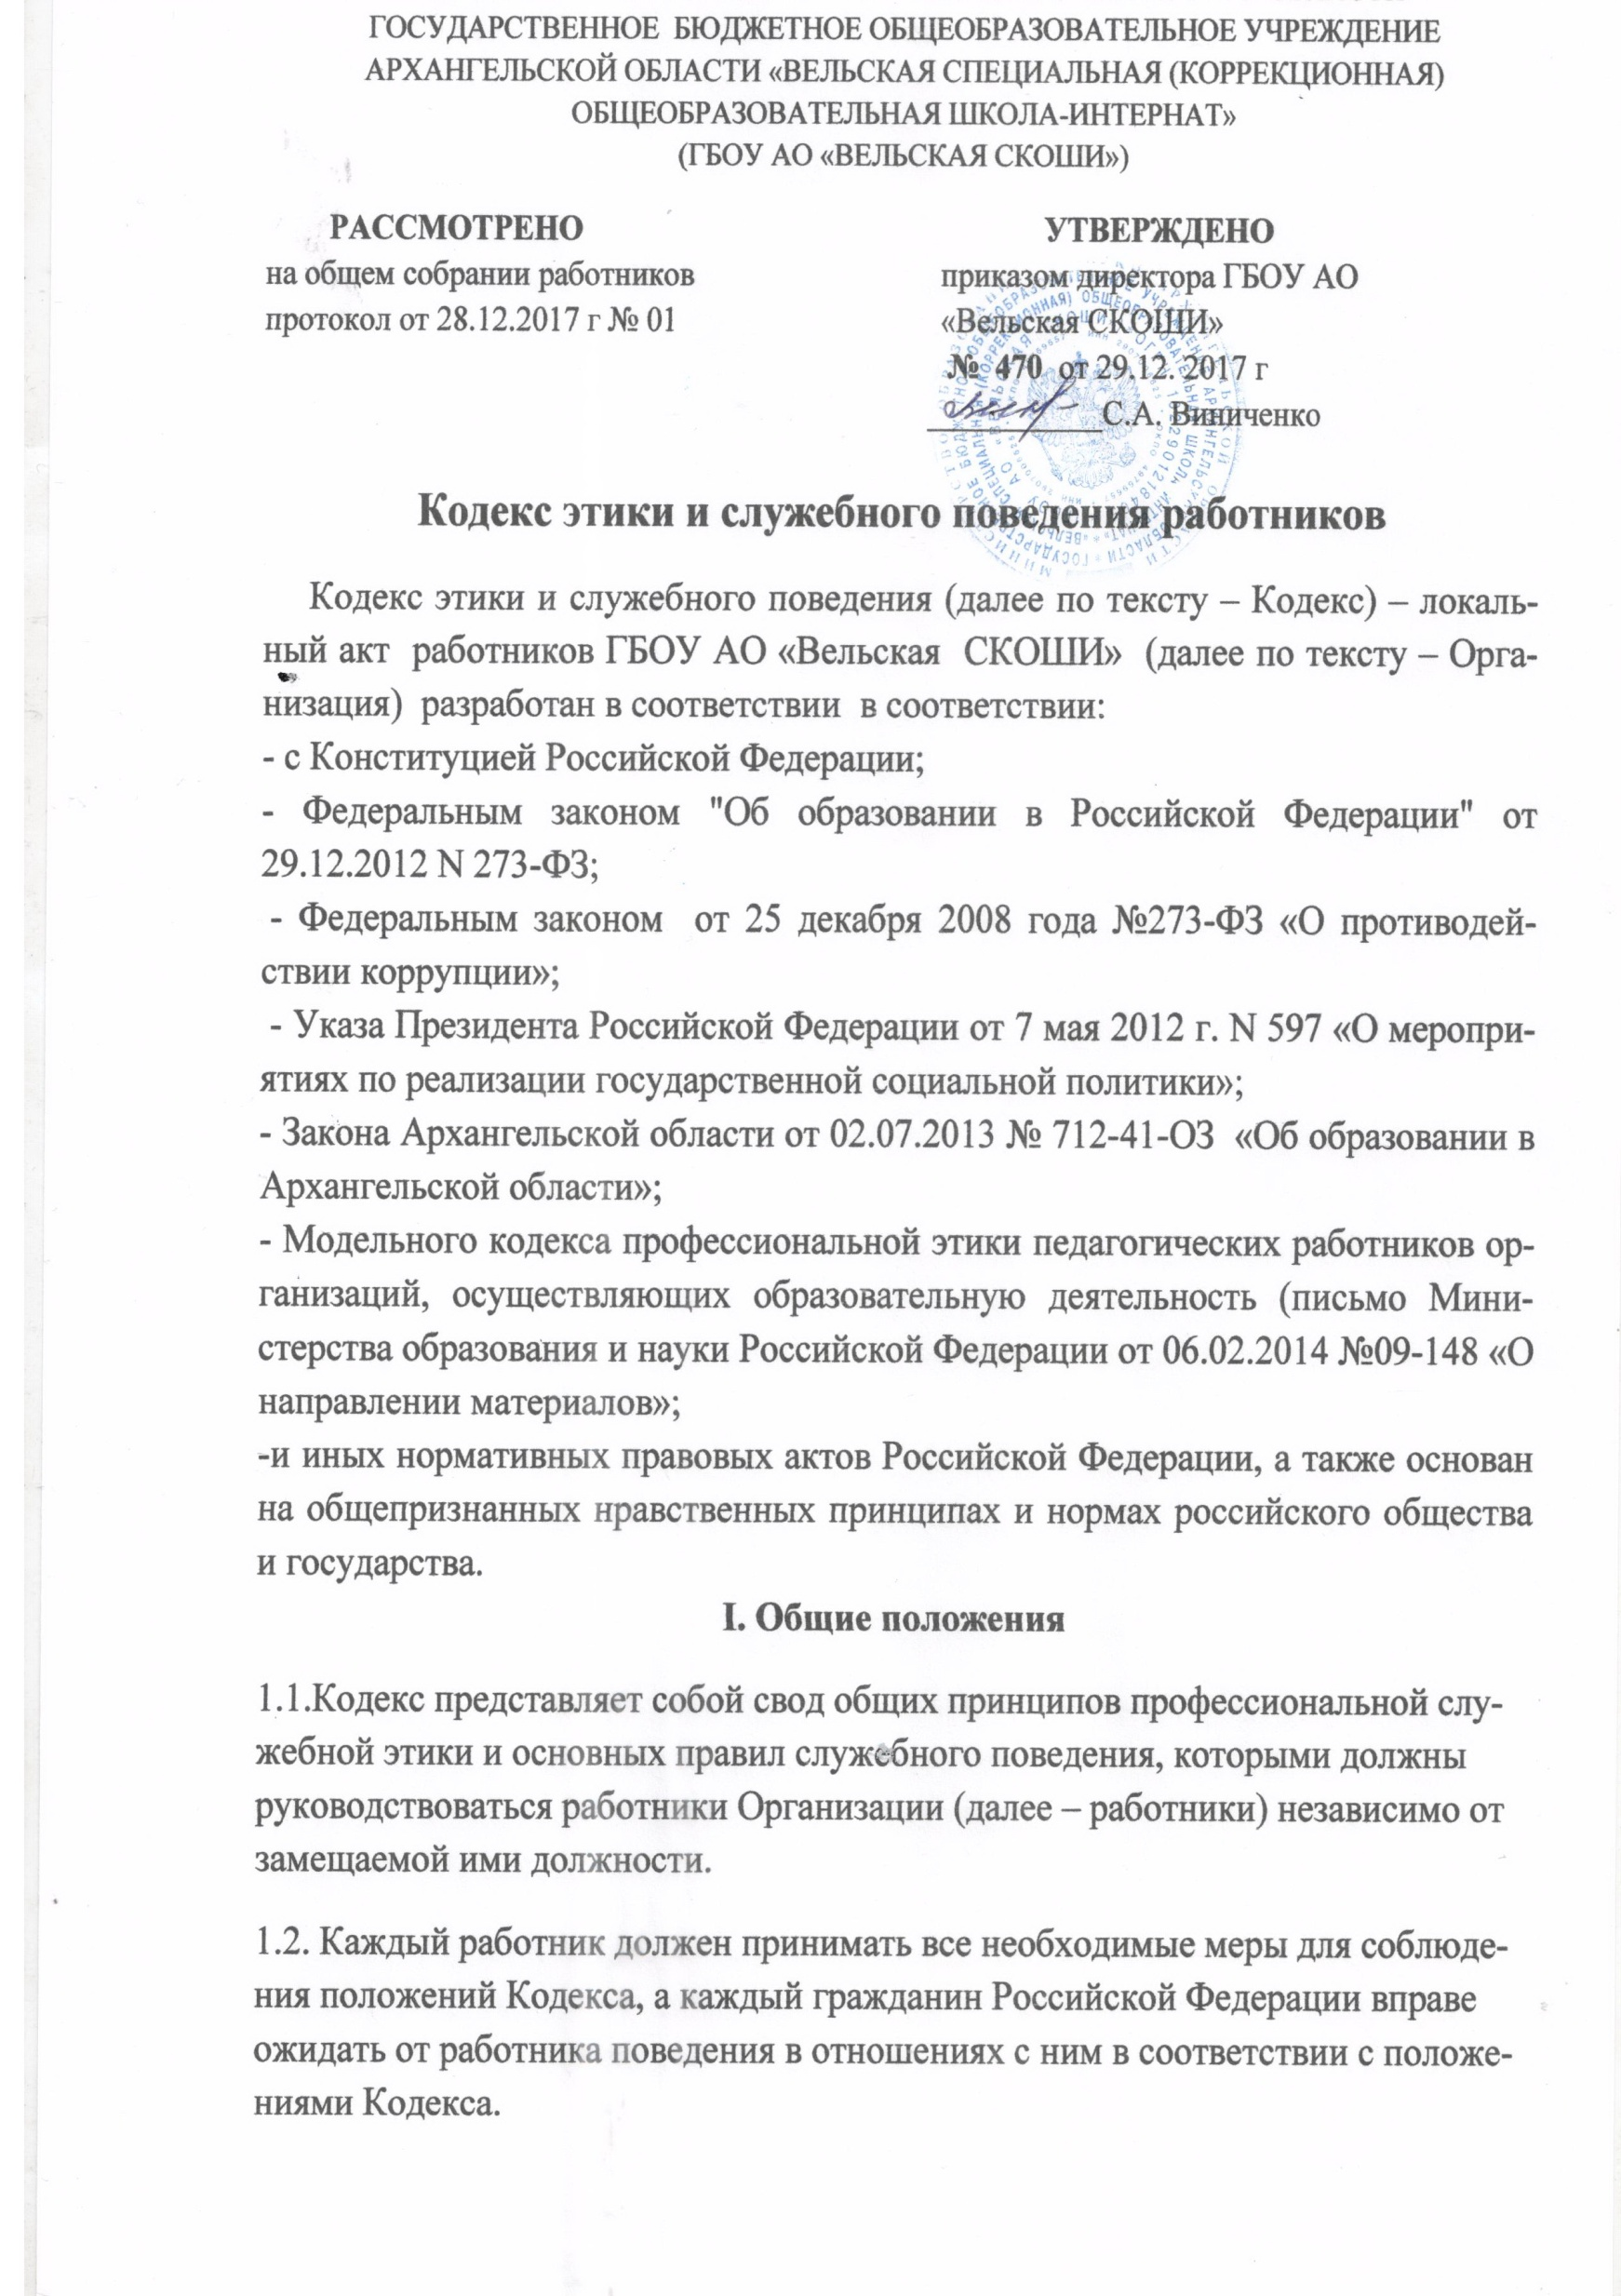 ГОСУДАРСТВЕННОЕ БЮДЖЕТНОЕ ОБЩЕОБРАЗОВАТЕЛЬНОЕ УЧРЕЖДЕНИЕ
АРХАНГЕЛЬСКОЙ ОБЛАСТИ «ВЕЛЬСКАЯ СПЕЦИАЛЬНАЯ (КОРРЕКЦИОННАЯ)
ОБЩЕОБРАЗОВАТЕЛЬНАЯ ШКОЛА-ИНТЕРНАТ»
(ГБОУ АО «ВЕЛЬСКАЯ СКОШИ»)
РАССМОТРЕНО
на общем собрании работников
протокол от 28.12.2017 г № 01
УТВЕРЖДЕНО
приказом директора ГБОУ АО
«Вельская СКОШИ»
№ 470 от 29.12. 2017 г
С.А. Виниченко
Кодекс этики и служебного поведения работников
Кодекс этики и служебного поведения (далее по тексту – Кодекс) – локаль-
ный акт работников ГБОУ АО «Вельская СКОШИ» (далее по тексту – Орга-
низация) разработан в соответствии в соответствии:
- с Конституцией Российской Федерации;
- Федеральным законом "Об образовании в Российской Федерации" от
29.12.2012 N 273-ФЗ;
- Федеральным законом от 25 декабря 2008 года №273-ФЗ «О противодей-
ствии коррупции»;
- Указа Президента Российской Федерации от 7 мая 2012 г. N 597 «О меропри-
ятиях по реализации государственной социальной политики»;
- Закона Архангельской области от 02.07.2013 № 712-41-ОЗ «Об образовании в
Архангельской области»;
- Модельного кодекса профессиональной этики педагогических работников ор-
ганизаций, осуществляющих образовательную деятельность (письмо Мини-
стерства образования и науки Российской Федерации от 06.02.2014 №09-148 «О
направлении материалов»;
-и иных нормативных правовых актов Российской Федерации, а также основан
на общепризнанных нравственных принципах и нормах российского общества
и государства.
I. Общие положения
1.1.Кодекс представляет собой свод общих принципов профессиональной слу-
жебной этики и основных правил служебного поведения, которыми должны
руководствоваться работники Организации (далее – работники) независимо от
замещаемой ими должности.
1.2. Каждый работник должен принимать все необходимые меры для соблюде-
ния положений Кодекса, а каждый гражданин Российской Федерации вправе
ожидать от работника поведения в отношениях с ним в соответствии с положе-
ниями Кодекса.